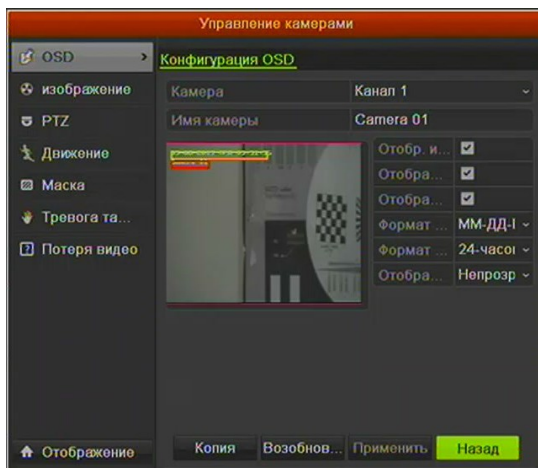 Управление камерами
OSD
Конфигурация OSD
изображение
Камера Канал 1
PTZ
Имя камеры Camera 01
Движение
Отобр. и...
Маска
Отобра...
Тревога та...
Отобра...
Формат ... ММ-ДД-Г
Потеря видео
Формат ... 24-часої
Отобра... Непрозр
Отображение
Копия Возобнов... Применить Назад